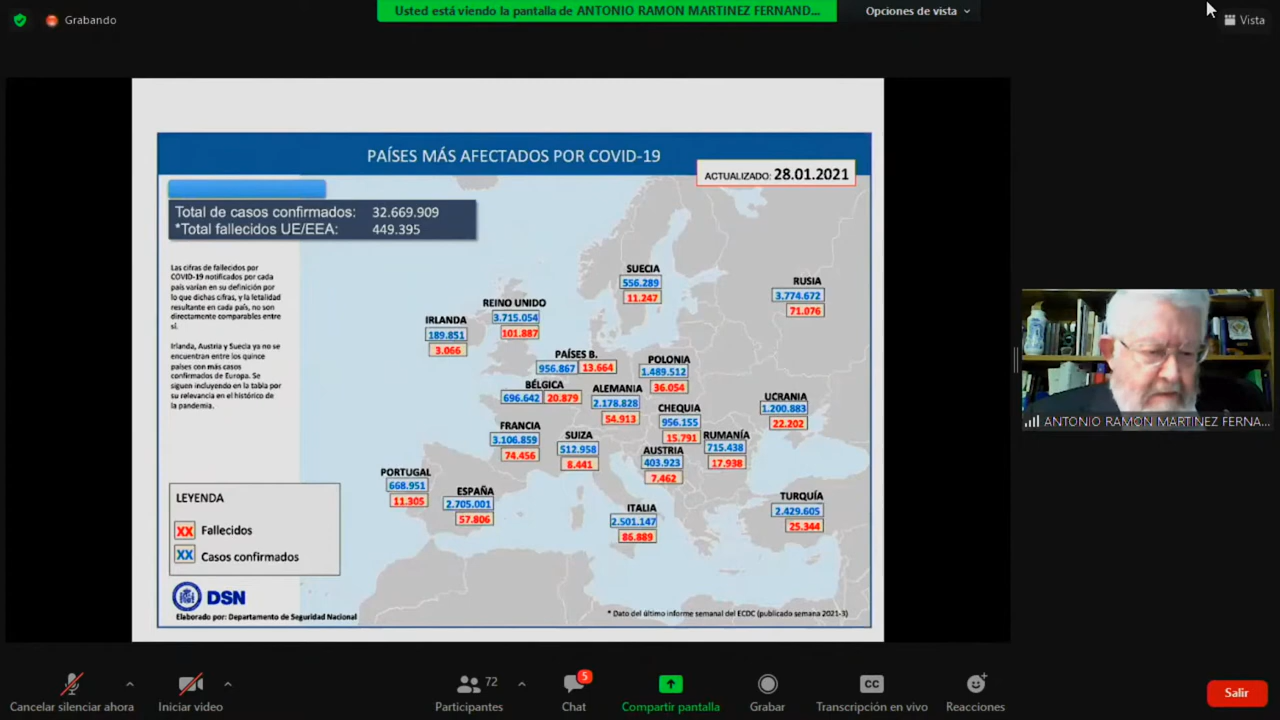 Grabando
Usted está viendo la pantalla de ANTONIO RAMON MARTINEZ FERNAND...
Opciones de vista
Vista
PAÍSES MÁS AFECTADOS POR COVID-19
ACTUALIZADO: 28.01.2021
Total de casos confirmados: 32.669.909
*Total fallecidos UE/EEA: 449.395
Las cifras de fallecidos por
COVID-19 notificados por cada
país varían en su definición por
lo que dichas cifras, y la letalidad
resultante en cada país, no son
directamente comparables entre
sí.
Irlanda, Austria y Suecia ya no se
encuentran entre los quince
países con más casos
confirmados de Europa. Se
siguen incluyendo en la tabla por
su relevancia en el histórico de
la pandemia.
SUECIA
556.289
11.247
RUSIA
3.774.672
71.076
REINO UNIDO
3.715.054
101.887
IRLANDA
189.851
3.066
PAÍSES B.
956.867 13.664
POLONIA
1.489.512
36.054
BÉLGICA
696.642 20.879
ALEMANIA
2.178.828
54.913
UCRANIA
1.200.883
22.202
CHEQUIA
956.155
15.791
FRANCIA
3.106.859
74.456
SUIZA
512.958
8.441
RUMANÍA
715.438
17.938
AUSTRIA
403.923
7.462
PORTUGAL
668.951
11.305
ESPAÑA
2.705.001
57.806
ITALIA
2.501.147
86.889
TURQUÍA
2.429.605
25.344
LEYENDA
XX Fallecidos
XX Casos confirmados
DSN
Elaborado por: Departamento de Seguridad Nacional
* Dato del último informe semanal del ECDC (publicado semana 2021-3)
ANTONIO RAMON MARTINEZ FERNA...
Cancelar silenciar ahora
Iniciar video
72
Participantes
5
Chat
Compartir pantalla
Grabar
CC
Transcripción en vivo
Reacciones
Salir